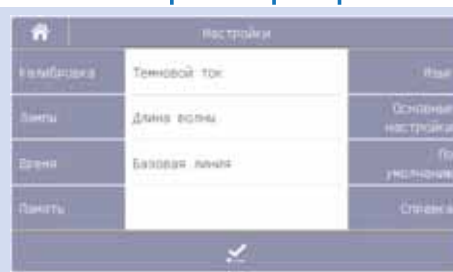 Настройки
Калибровка
Темновой ток
Язык
Лампы
Длина волны
Основные
настройки
Время
Базовая линия
По
умолчанию
Память
Справка